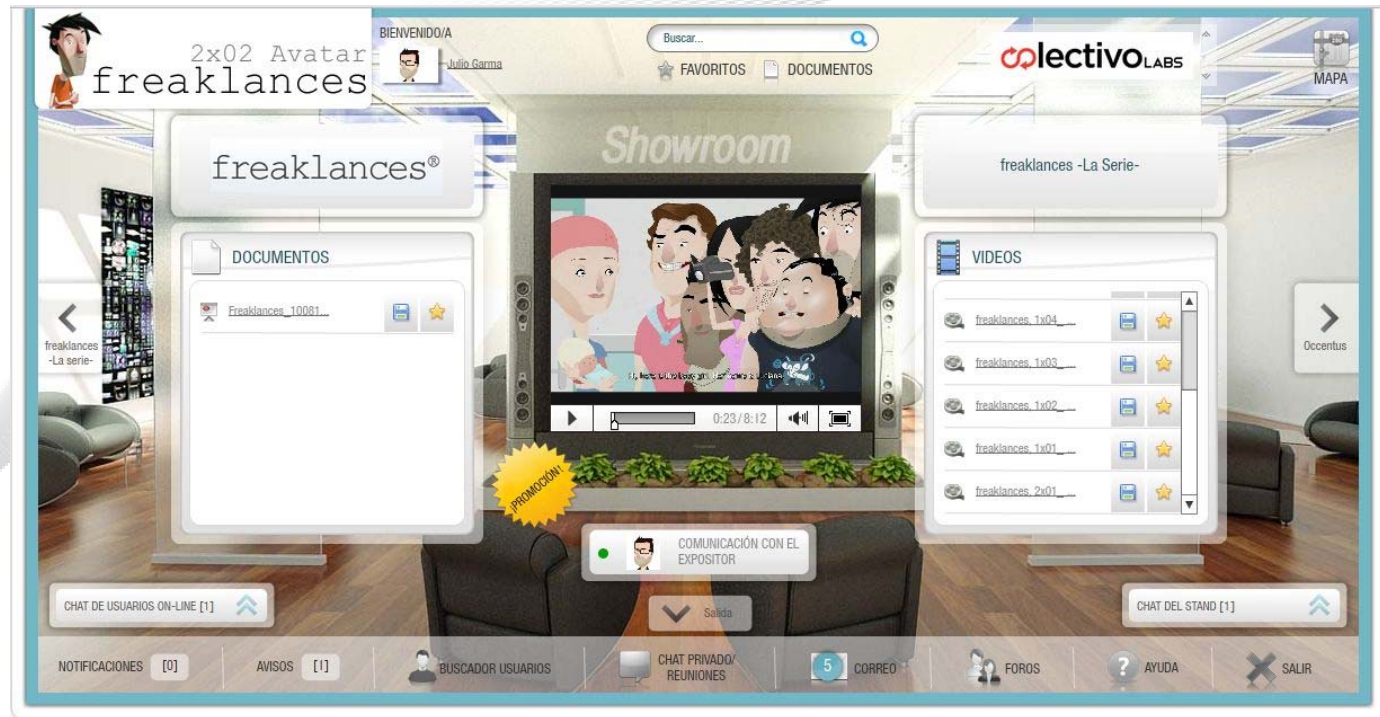 2x02 Avatar
freaklances
BIENVENIDO/A
Julio Garma
Buscar...
FAVORITOS
DOCUMENTOS
colectivo LABS
MAPA
Showroom
freaklances®
freaklances -La Serie-
DOCUMENTOS
Freaklances_10081...
VIDEOS
freaklances, 1x04_ ...
freaklances, 1x03_ ...
freaklances, 1x02_ ...
freaklances, 1x01_ ...
freaklances, 2x01_ ...
freaklances
-La serie-
Occentus
0:23/8:12
¡PROMOCIÓN!
COMUNICACIÓN CON EL
EXPOSITOR
CHAT DE USUARIOS ON-LINE [1]
Salida
CHAT DEL STAND [1]
NOTIFICACIONES [0]
AVISOS [1]
BUSCADOR USUARIOS
CHAT PRIVADO/
REUNIONES
5
CORREO
FOROS
?
AYUDA
SALIR